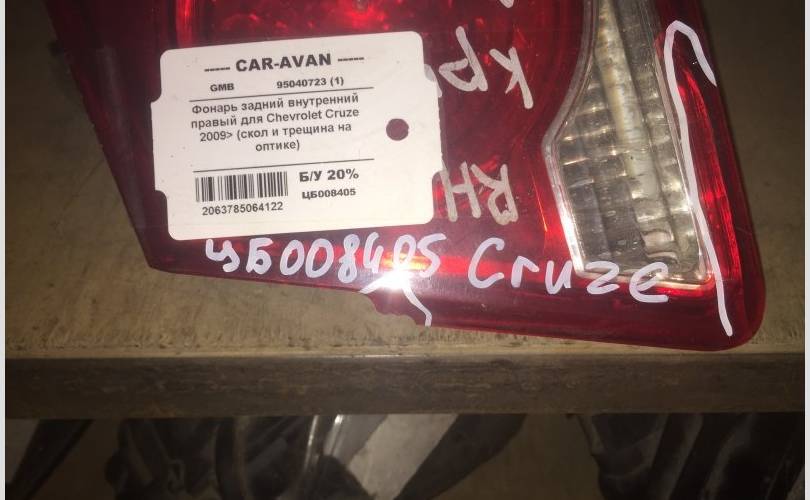 ----- CAR-AVAN -----
GMB 95040723 (1)
Фонарь задний внутренний
правый для Chevrolet Cruze
2009> (скол и трещина на
оптике)
Б/У 20%
ЦБ008405
2063785064122
RH
ЦБ008405 Cruze